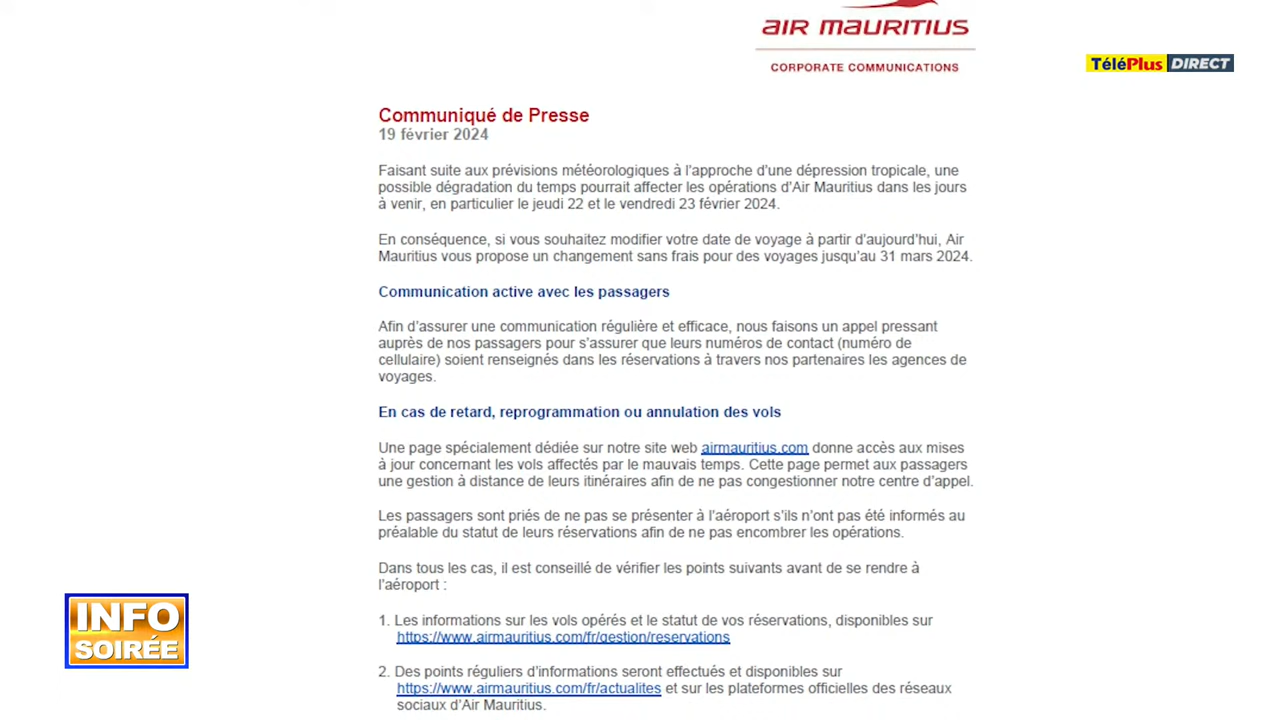 AIR MAURITIUS
CORPORATE COMMUNICATIONS
TéléPlus DIRECT
Communiqué de Presse
19 février 2024
Faisant suite aux prévisions météorologiques à l'approche d'une dépression tropicale, une
possible dégradation du temps pourrait affecter les opérations d'Air Mauritius dans les jours
à venir, en particulier le jeudi 22 et le vendredi 23 février 2024.
En conséquence, si vous souhaitez modifier votre date de voyage à partir d'aujourd'hui, Air
Mauritius vous propose un changement sans frais pour des voyages jusqu'au 31 mars 2024.
Communication active avec les passagers
Afin d'assurer une communication régulière et efficace, nous faisons un appel pressant
auprès de nos passagers pour s'assurer que leurs numéros de contact (numéro de
cellulaire) soient renseignés dans les réservations à travers nos partenaires les agences de
voyages.
En cas de retard, reprogrammation ou annulation des vols
Une page spécialement dédiée sur notre site web airmauritius.com donne accès aux mises
à jour concernant les vols affectés par le mauvais temps. Cette page permet aux passagers
une gestion à distance de leurs itinéraires afin de ne pas congestionner notre centre d'appel.
Les passagers sont priés de ne pas se présenter à l'aéroport s'ils n'ont pas été informés au
préalable du statut de leurs réservations afin de ne pas encombrer les opérations.
Dans tous les cas, il est conseillé de vérifier les points suivants avant de se rendre à
l'aéroport :
1. Les informations sur les vols opérés et le statut de vos réservations, disponibles sur
https://www.airmauritius.com/fr/gestion/reservations
2. Des points réguliers d'informations seront effectués et disponibles sur
https://www.airmauritius.com/fr/actualites et sur les plateformes officielles des réseaux
sociaux d'Air Mauritius.
INFO
SOIRÉE